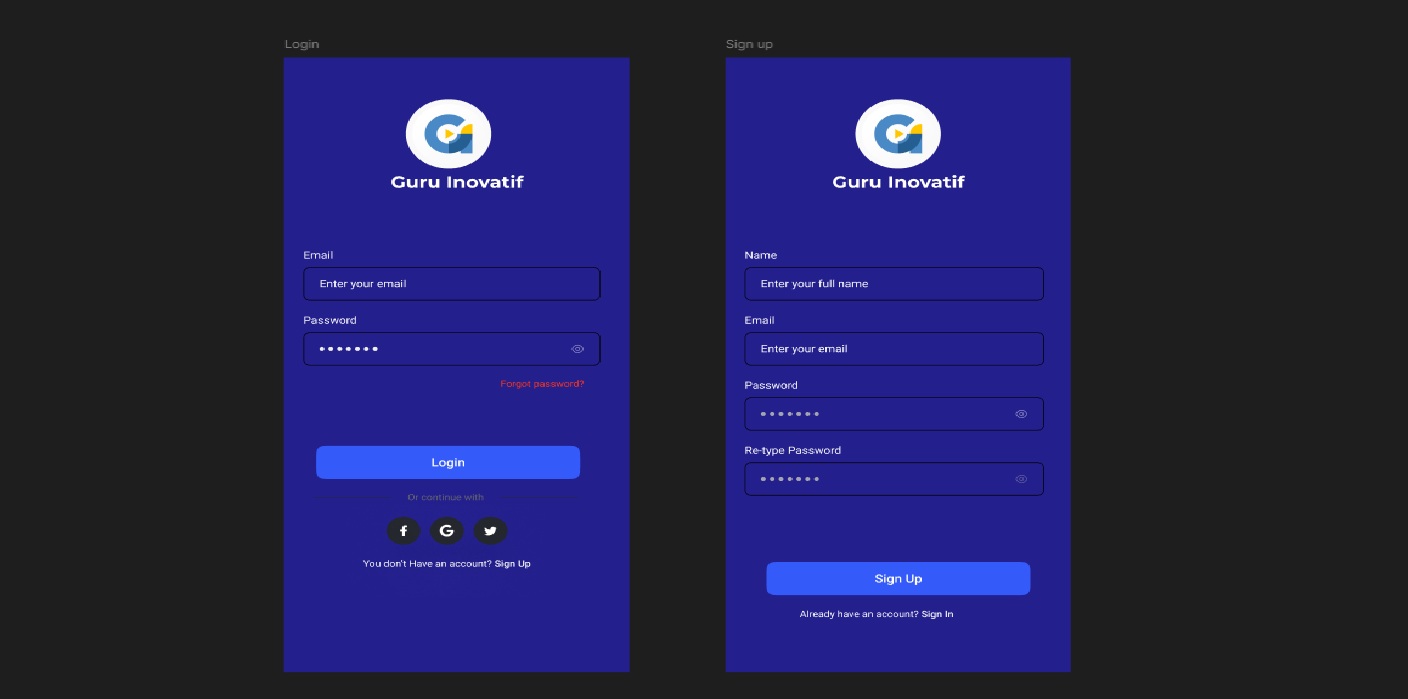 Login
Guru Inovatif
Email
Enter your email
Password
Forgot password?
Login
Or continue with
You don't Have an account? Sign Up
Sign up
Guru Inovatif
Name
Enter your full name
Email
Enter your email
Password
Re-type Password
Sign Up
Already have an account? Sign In